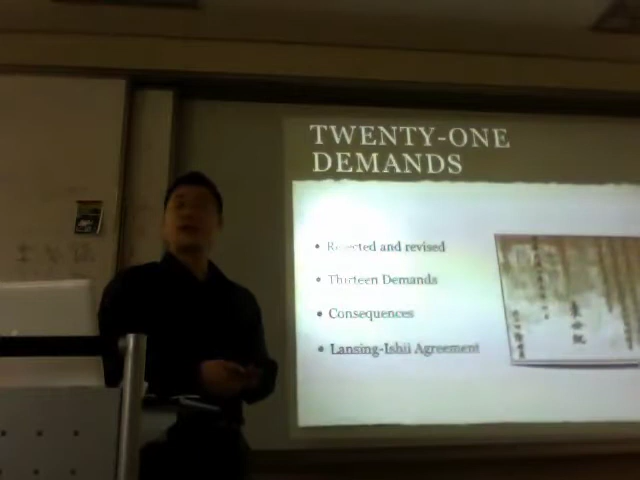 TWENTY-ONE
DEMANDS
• Rejected and revised
• Thirteen Demands
• Consequences
• Lansing-Ishii Agreement